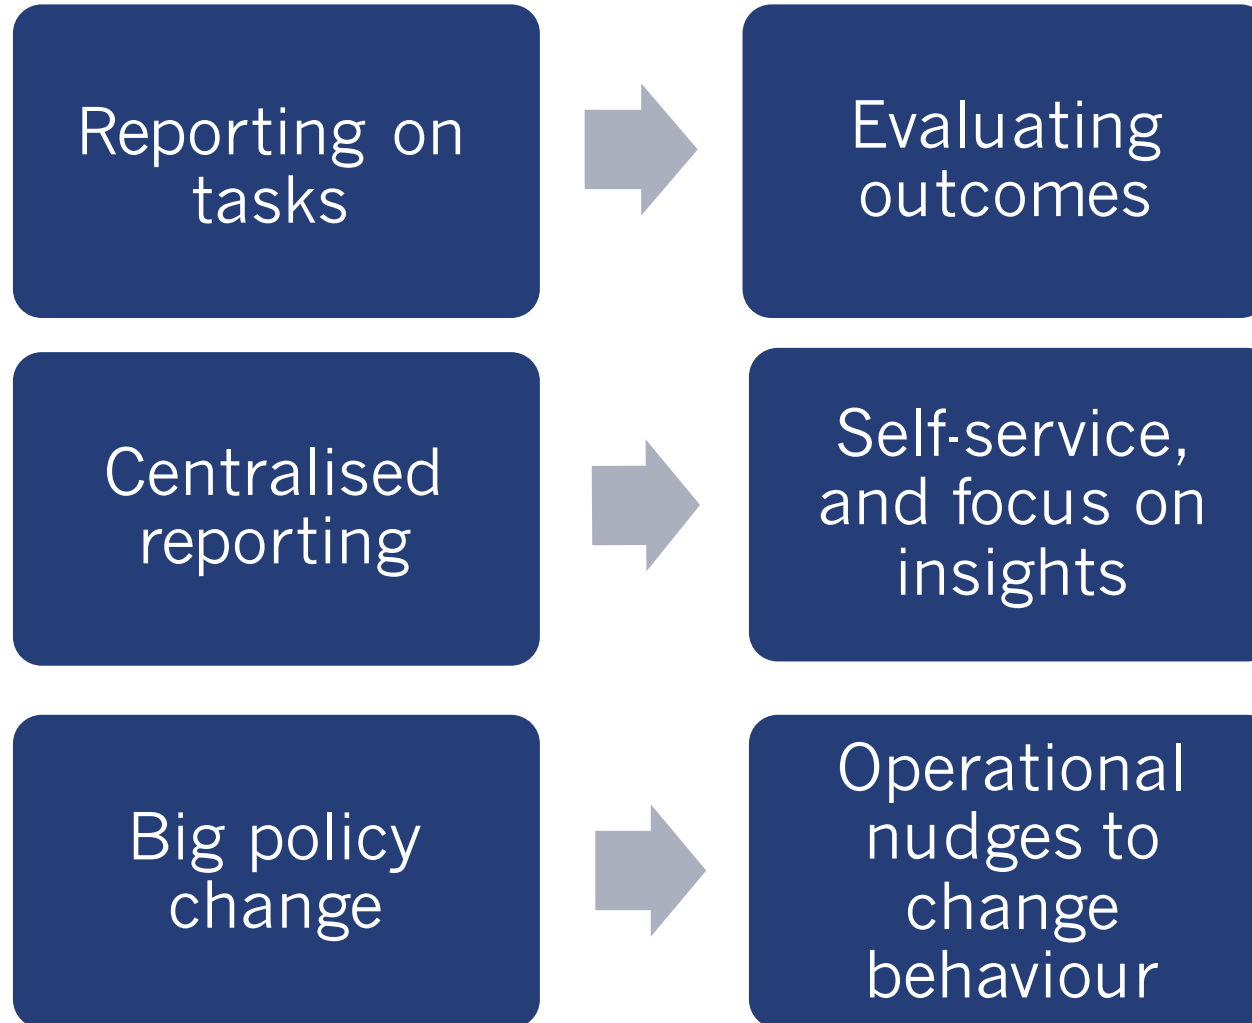 Reporting on
tasks
Evaluating
outcomes
Centralised
reporting
Self-service,
and focus on
insights
Big policy
change
Operational
nudges to
change
behaviour